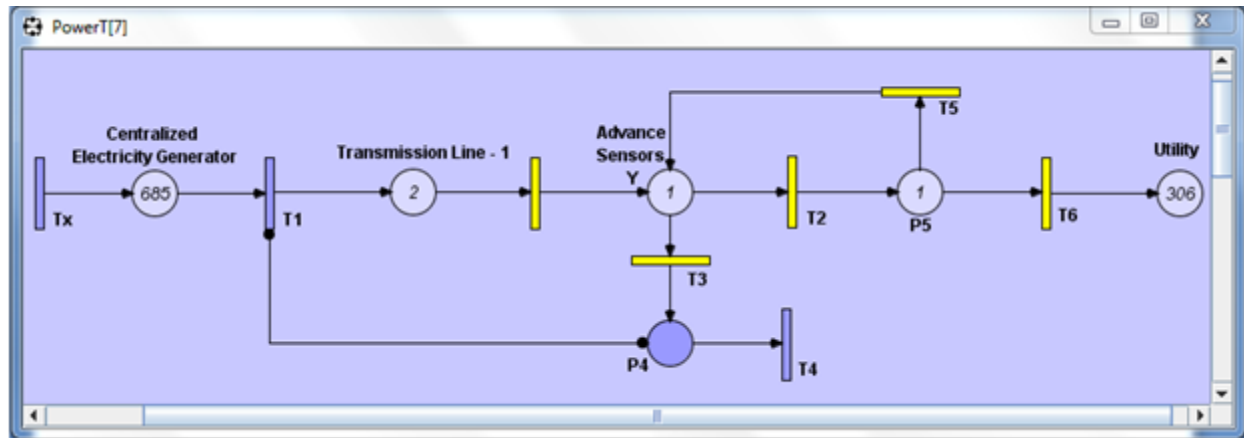 PowerT[7]
Centralized
Electricity Generator
685
Tx
T1
Transmission Line - 1
2
Advance
Sensors
Y
1
T2
T5
1
P5
T6
Utility
306
T3
P4
T4